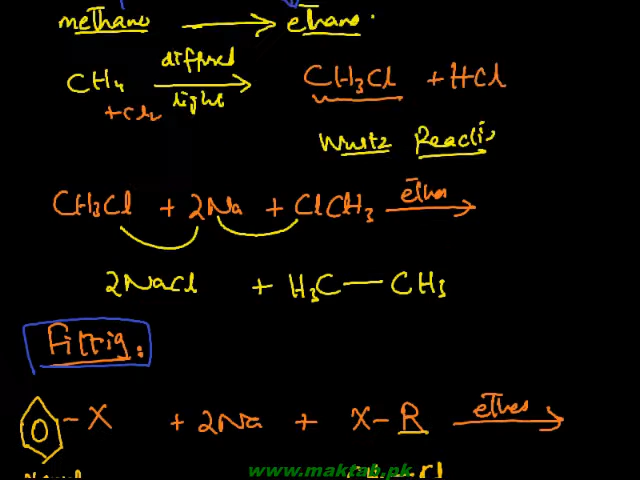 methane → ethane.
CH4 + Cl2 diffused light → CH3Cl + HCl
Wurtz Reacti
CH3Cl + 2Na + ClCH3 ether →
2NaCl + H3C — CH3
Fittig.
– X + 2Na + X – R ether →
www.maktab.pk